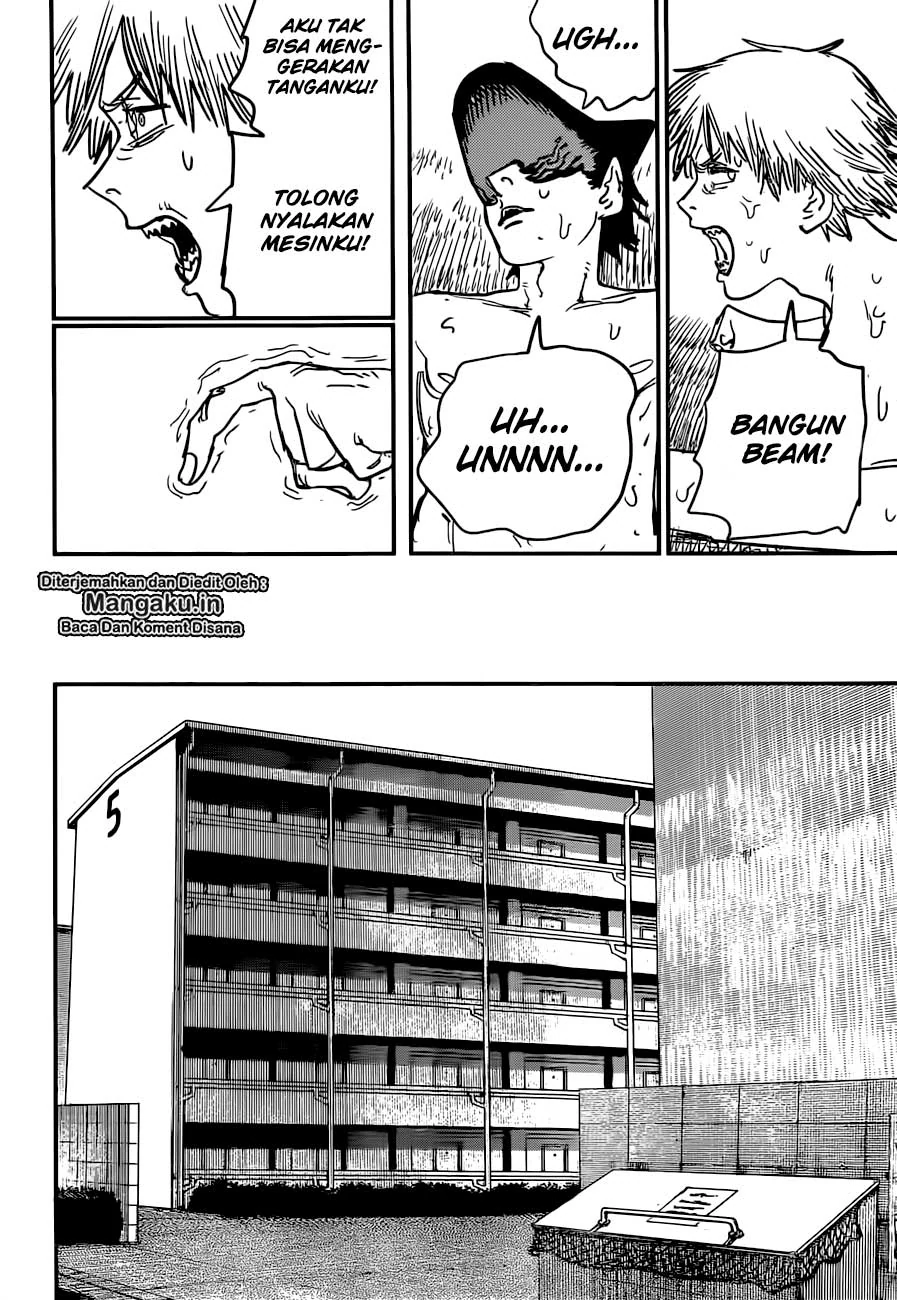 BANGUN
BEAM!
UGH...
UH...
UNNNN...
AKU TAK
BISA MENG-
GERAKAN
TANGANKU!
TOLONG
NYALAKAN
MESINKU!
Diterjemahkan dan Diedit Oleh :
Mangaku.in
Baca Dan Koment Disana
5